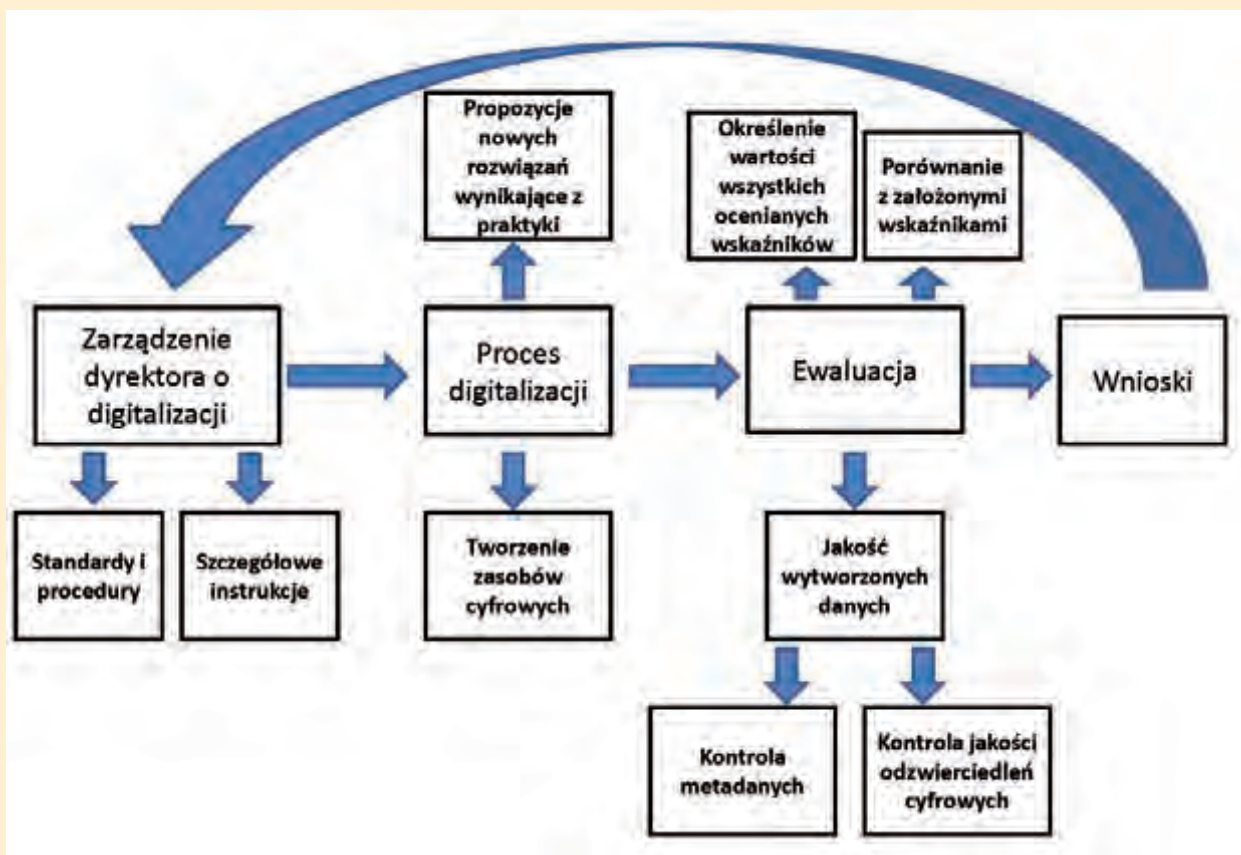 Propozycje
nowych
rozwiązań
wynikające z
praktyki
Określenie
wartości
wszystkich
ocenianych
wskaźników
Porównanie
z założonymi
wskaźnikami
Zarządzenie
dyrektora o
digitalizacji
Proces
digitalizacji
Ewaluacja
Wnioski
Standardy i
procedury
Szczegółowe
instrukcje
Tworzenie
zasobów
cyfrowych
Jakość
wytworzonych
danych
Kontrola
metadanych
Kontrola jakości
odzwierciedleń
cyfrowych